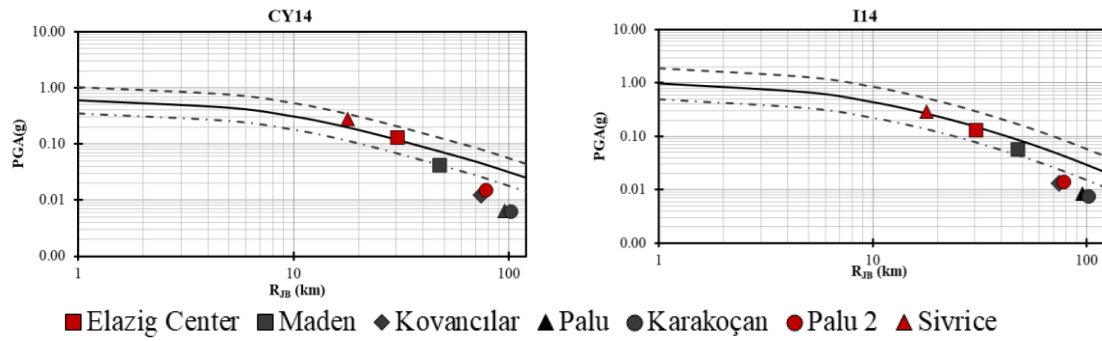 CY14
10.00
1.00
0.10
0.01
0.00
PGA(g)
1
10
100
R_JB (km)
I14
10.00
1.00
0.10
0.01
0.00
PGA(g)
1
10
100
R_JB (km)
Elazig Center Maden Kovancılar Palu Karakoçan Palu 2 Sivrice